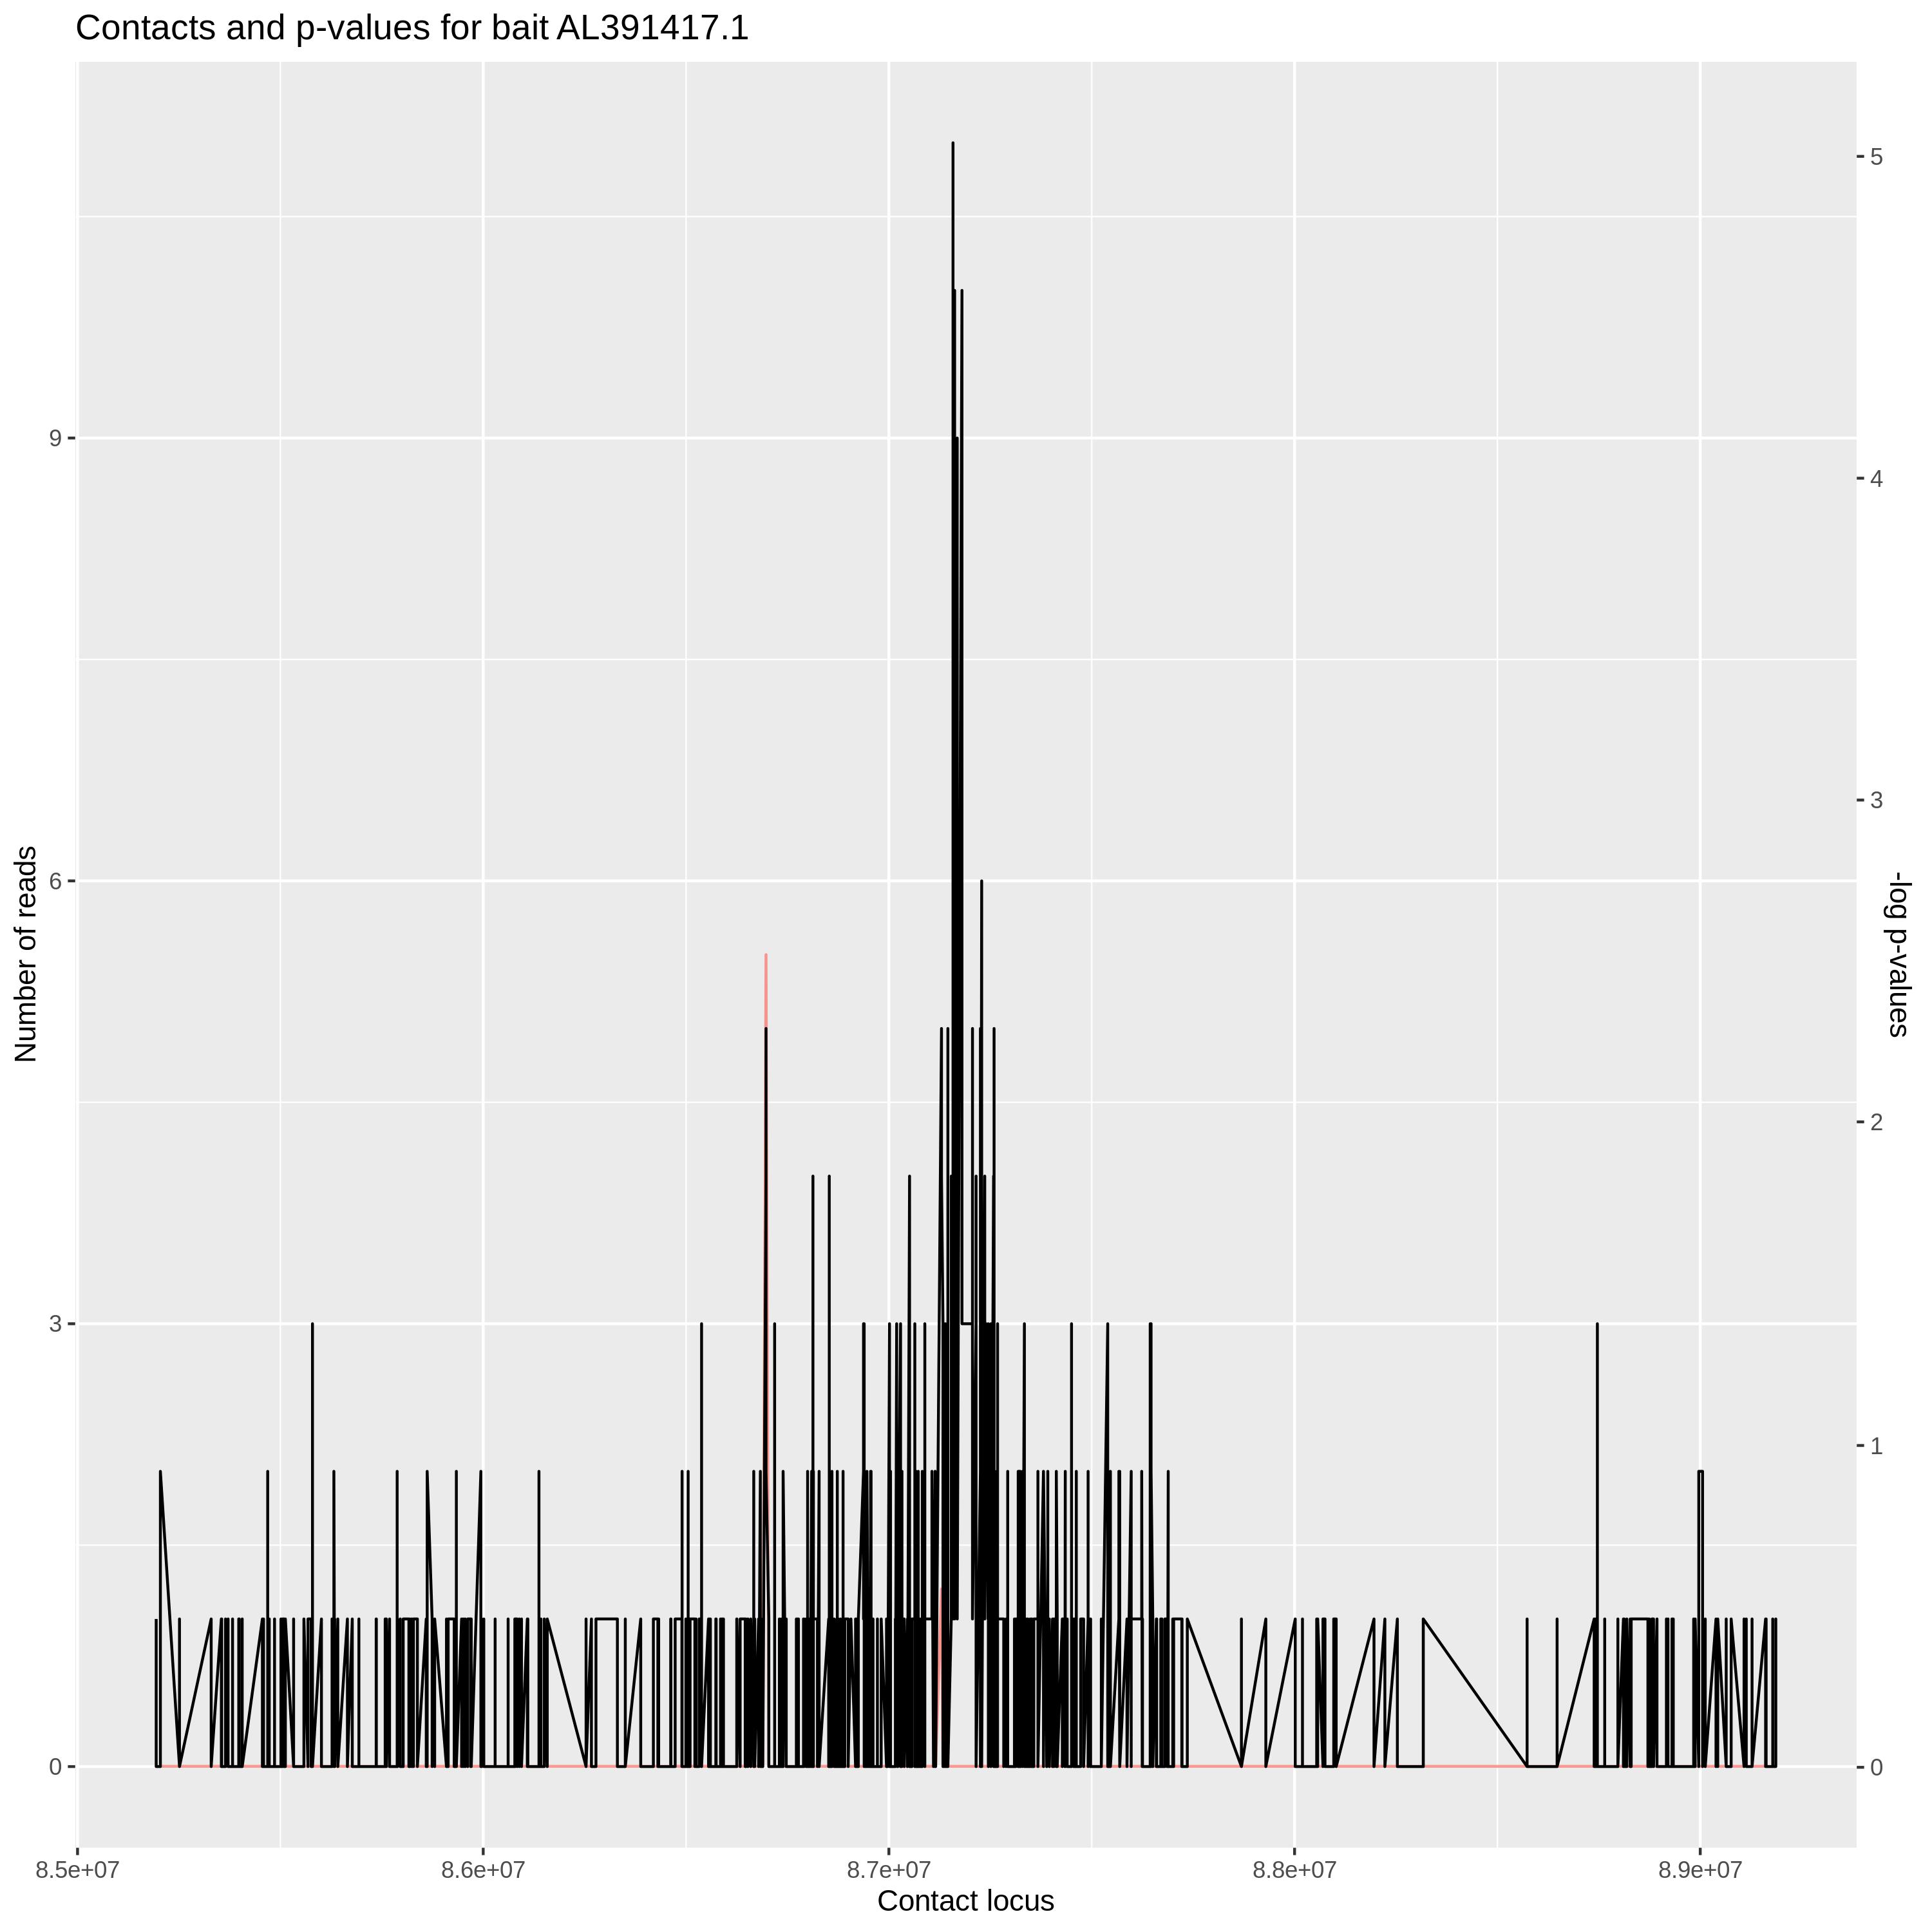 Contacts and p-values for bait AL391417.1
5
9
4
3
6
Number of reads
-log p-values
2
3
1
0
0
8.5e+07 8.6e+07 8.7e+07 8.8e+07 8.9e+07
Contact locus